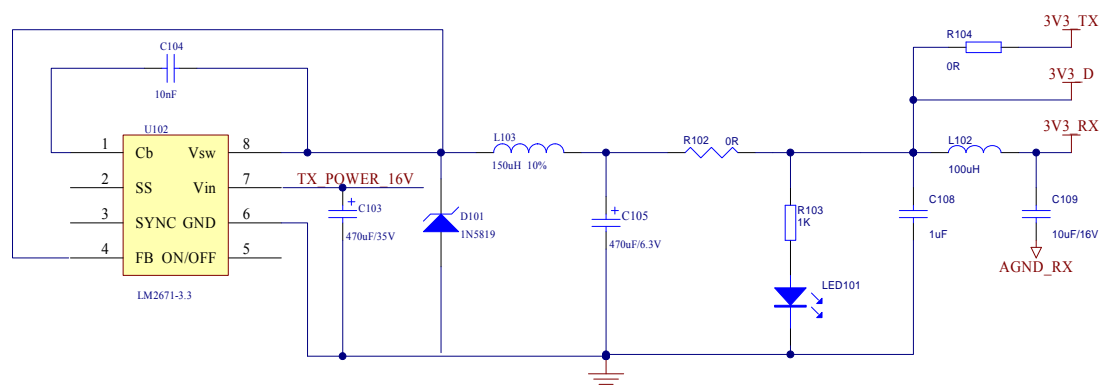 3V3_TX
R104
0R
C104
10nF
3V3_D
U102
1 Cb Vsw 8
2 SS Vin 7
3 SYNC GND 6
4 FB ON/OFF 5
LM2671-3.3
TX_POWER_16V
+
C103
470uF/35V
D101
1N5819
L103
150uH 10%
+
C105
470uF/6.3V
R102 0R
R103
1K
LED101
3V3_RX
L102
100uH
C108
1uF
C109
10uF/16V
AGND_RX